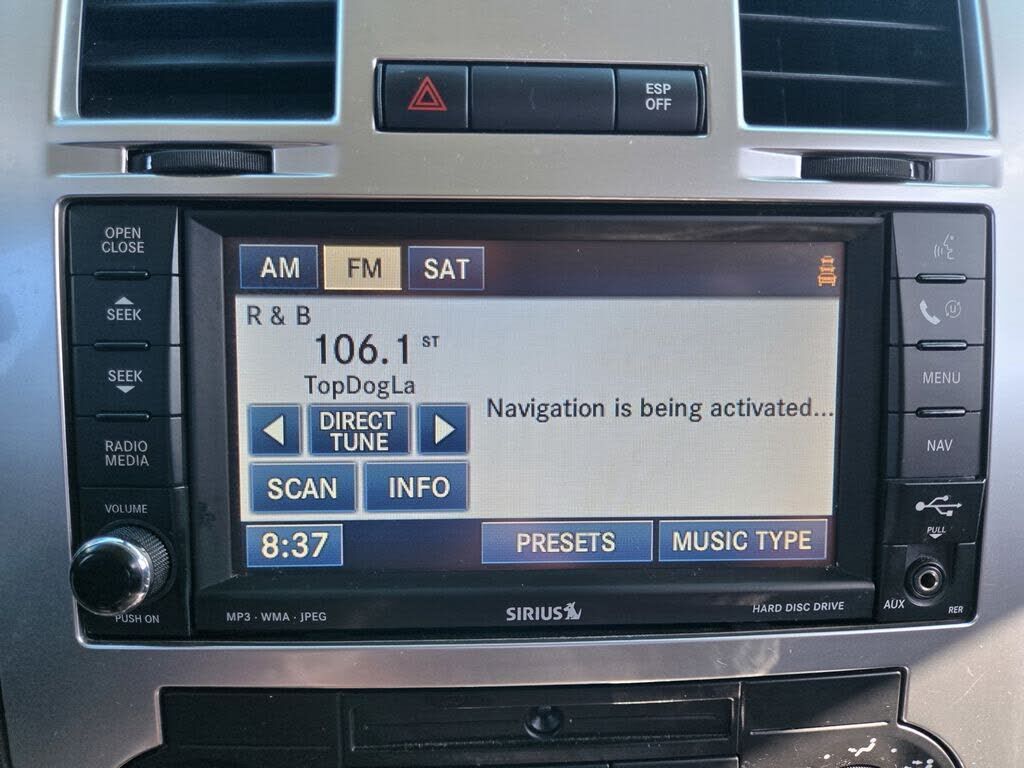 ESP
OFF
OPEN
CLOSE
SEEK
SEEK
RADIO
MEDIA
VOLUME
PUSH ON
AM FM SAT
R & B
106.1 ST
TopDogLa
DIRECT
TUNE
Navigation is being activated...
SCAN INFO
8:37 PRESETS MUSIC TYPE
MP3 · WMA · JPEG
SIRIUS
HARD DISC DRIVE
MENU
NAV
PULL
AUX
RER